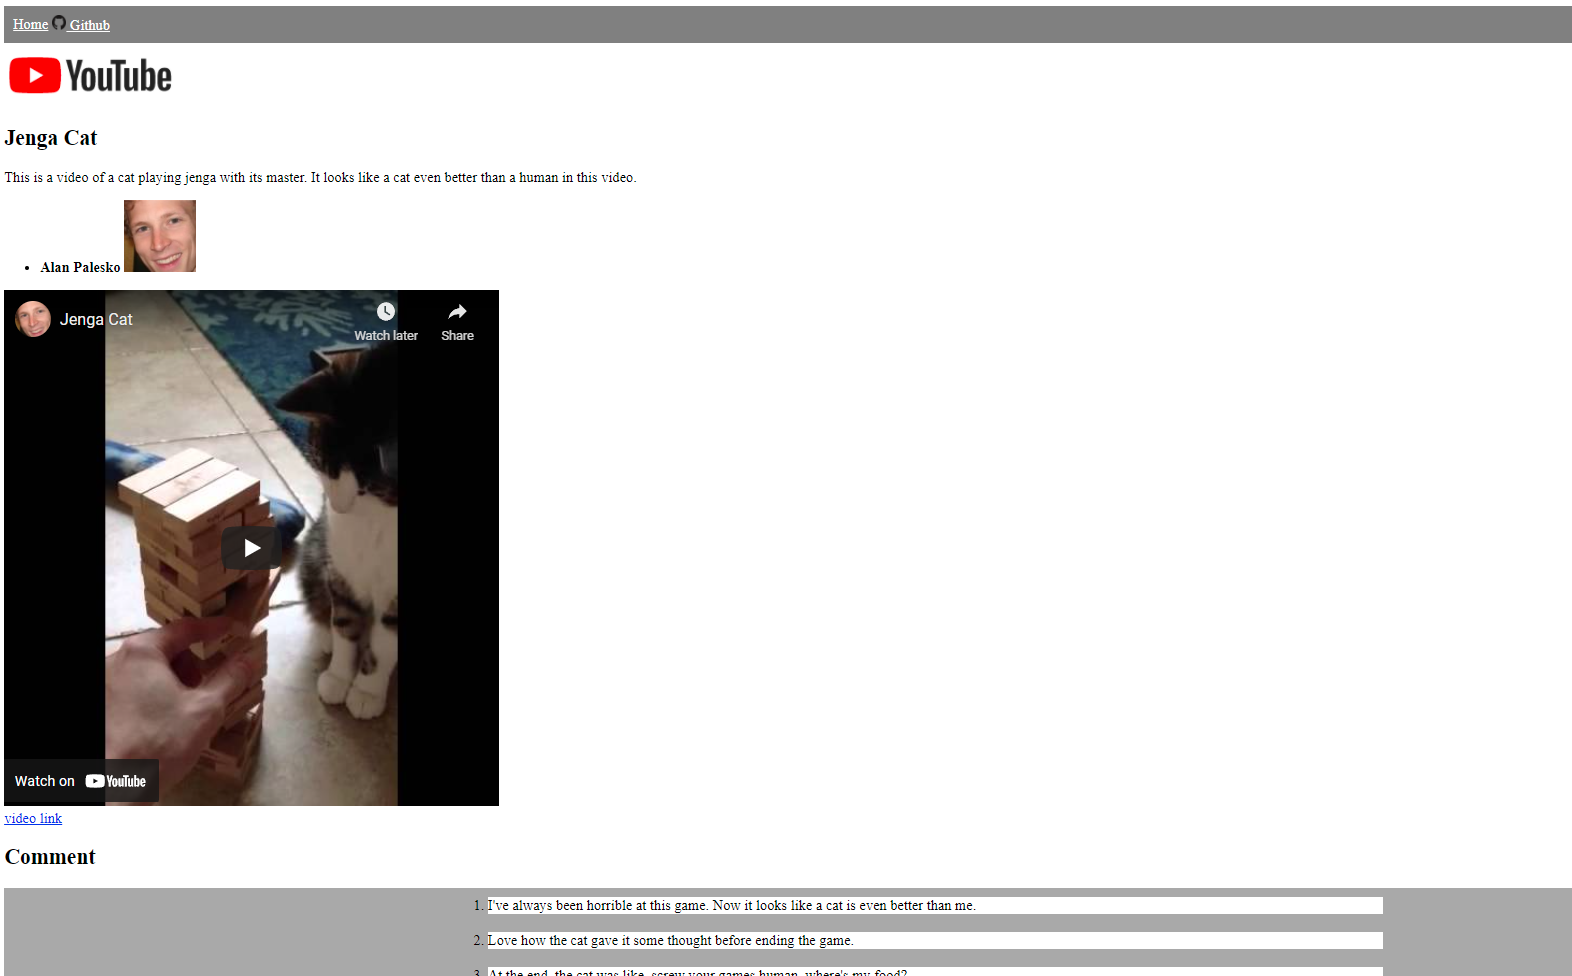 Home Github
YouTube
Jenga Cat
This is a video of a cat playing jenga with its master. It looks like a cat even better than a human in this video.
Alan Palesko
Jenga Cat
Watch later
Share
Watch on YouTube
video link
Comment
1. I've always been horrible at this game. Now it looks like a cat is even better than me.
2. Love how the cat gave it some thought before ending the game.
3. At the end, the cat was like, screw your games human, where's my food?